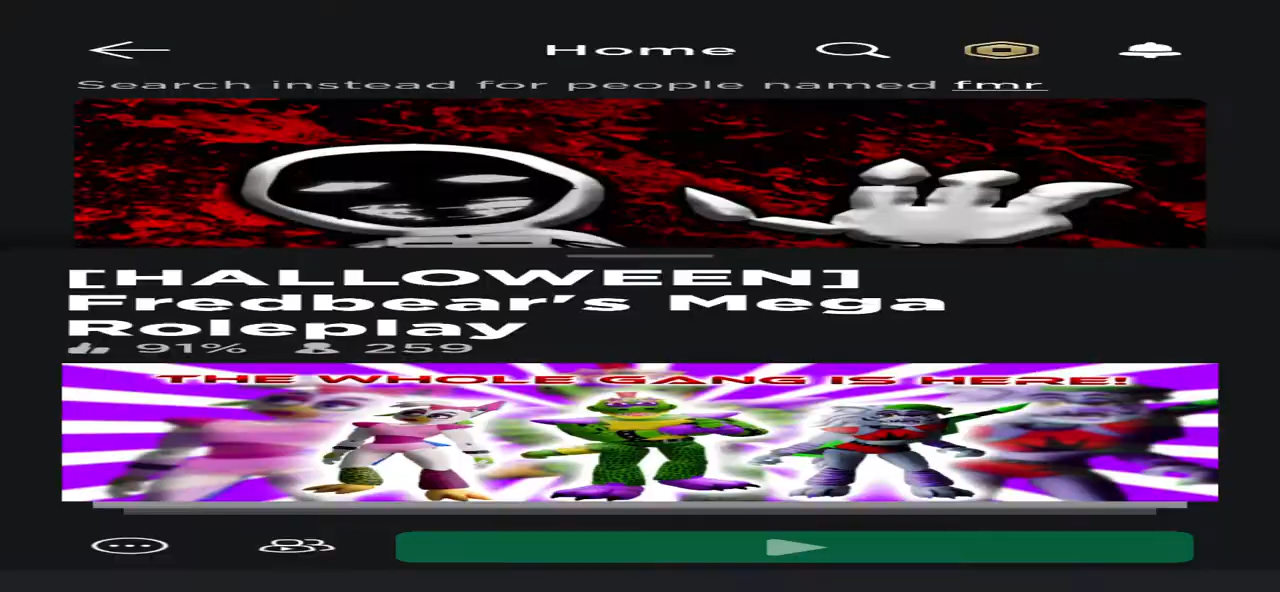 Home
Search instead for people named fmr
[HALLOWEEN]
Fredbear's Mega
Roleplay
91% 259
THE WHOLE GANG IS HERE!